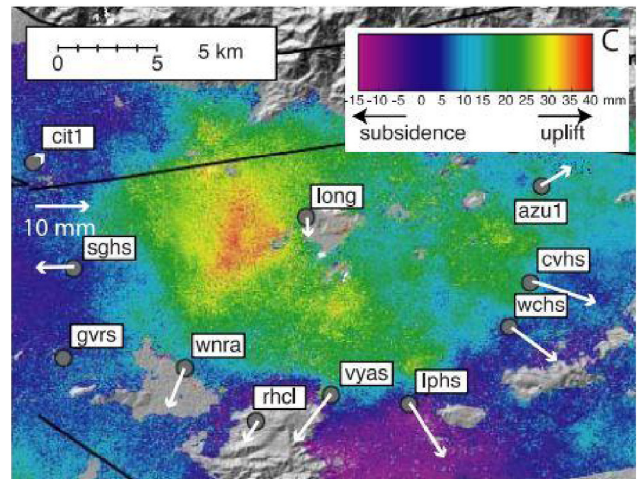 0 5 5 km
C
-15 -10 -5 0 5 10 15 20 25 30 35 40 mm
subsidence uplift
cit1
long
azu1
10 mm
sghs
cvhs
wchs
gvrs
wnra
vyas
lphs
rhcl